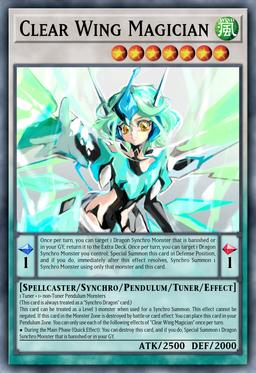 CLEAR WING MAGICIAN
嵐
Once per turn, you can target 1 Dragon Synchro Monster that is banished or
in your GY; return it to the Extra Deck. Once per turn, you can target 1 Dragon
Synchro Monster you control; Special Summon this card in Defense Position,
and if you do, immediately after this effect resolves, Synchro Summon 1
Synchro Monster using only that monster and this card.
1 1
[SPELLCASTER/SYNCHRO/PENDULUM/TUNER/EFFECT]
1 Tuner + 1+ non-Tuner Pendulum Monsters
(This card is always treated as a "Synchro Dragon" card.)
This card can be treated as a Level 1 monster when used for a Synchro Summon. This effect cannot be
negated. If this card in the Monster Zone is destroyed by battle or card effect: You can place this card in your
Pendulum Zone. You can only use each of the following effects of "Clear Wing Magician" once per turn.
● During the Main Phase (Quick Effect): You can destroy this card, and if you do, Special Summon 1 Dragon
Synchro Monster that is banished or in your GY.
ATK/2500 DEF/2000